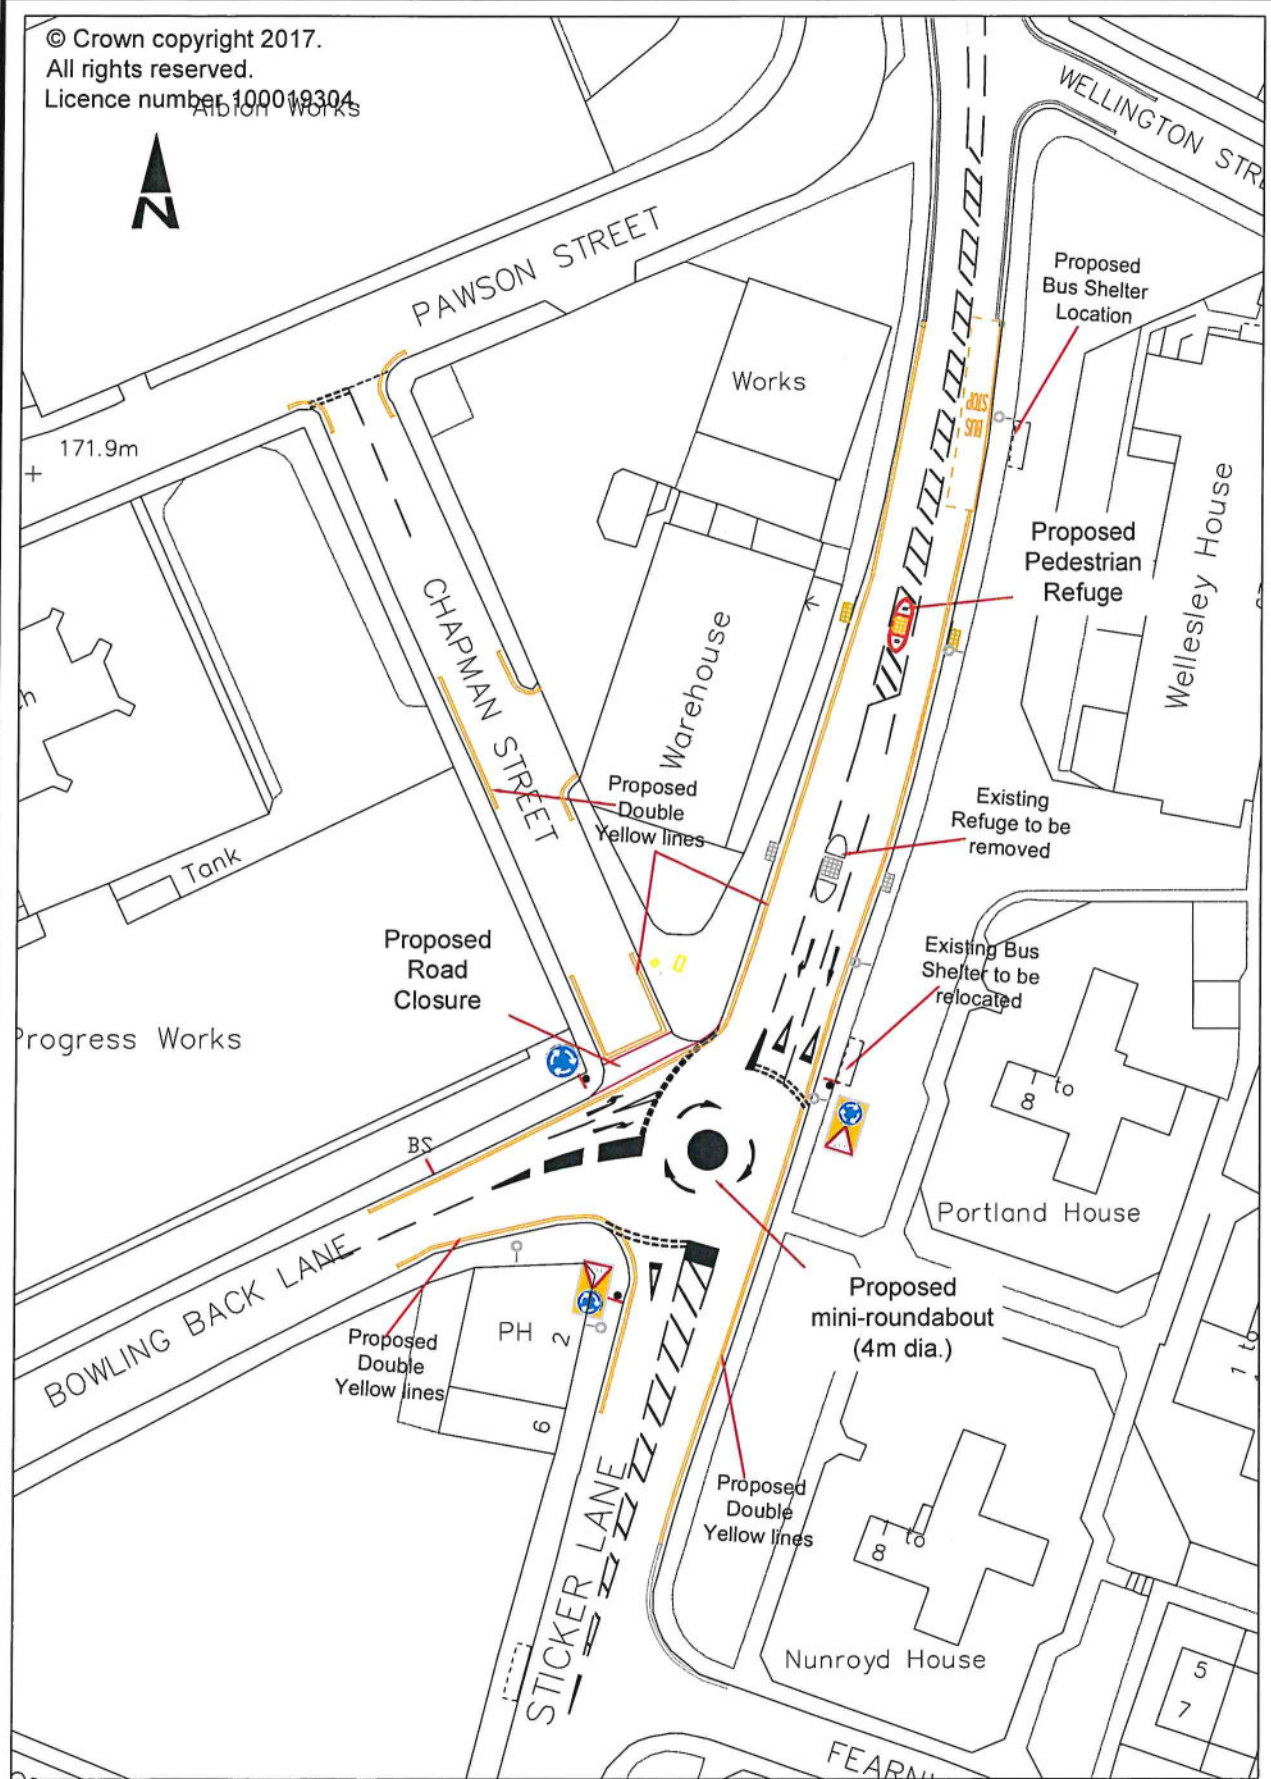 © Crown copyright 2017.
All rights reserved.
Licence number 100019304.
Albion Works
N
WELLINGTON
PAWSON STREET
Proposed
Bus Shelter
Location
Works
171.9m
BUS
STOP
Proposed
Pedestrian
Refuge
Wellesley House
CHAPMAN STREET
Warehouse
Proposed
Double
Yellow lines
Existing
Refuge to be
removed
Tank
Proposed
Road
Closure
Existing Bus
Shelter to be
relocated
Progress Works
1 to
8
BS
Portland House
BOWLING BACK LANE
Proposed
mini-roundabout
(4m dia.)
PH
2
Proposed
Double
Yellow lines
1 to
6
STICKER LANE
Proposed
Double
Yellow lines
1 to
8
Nunroyd House
5
7